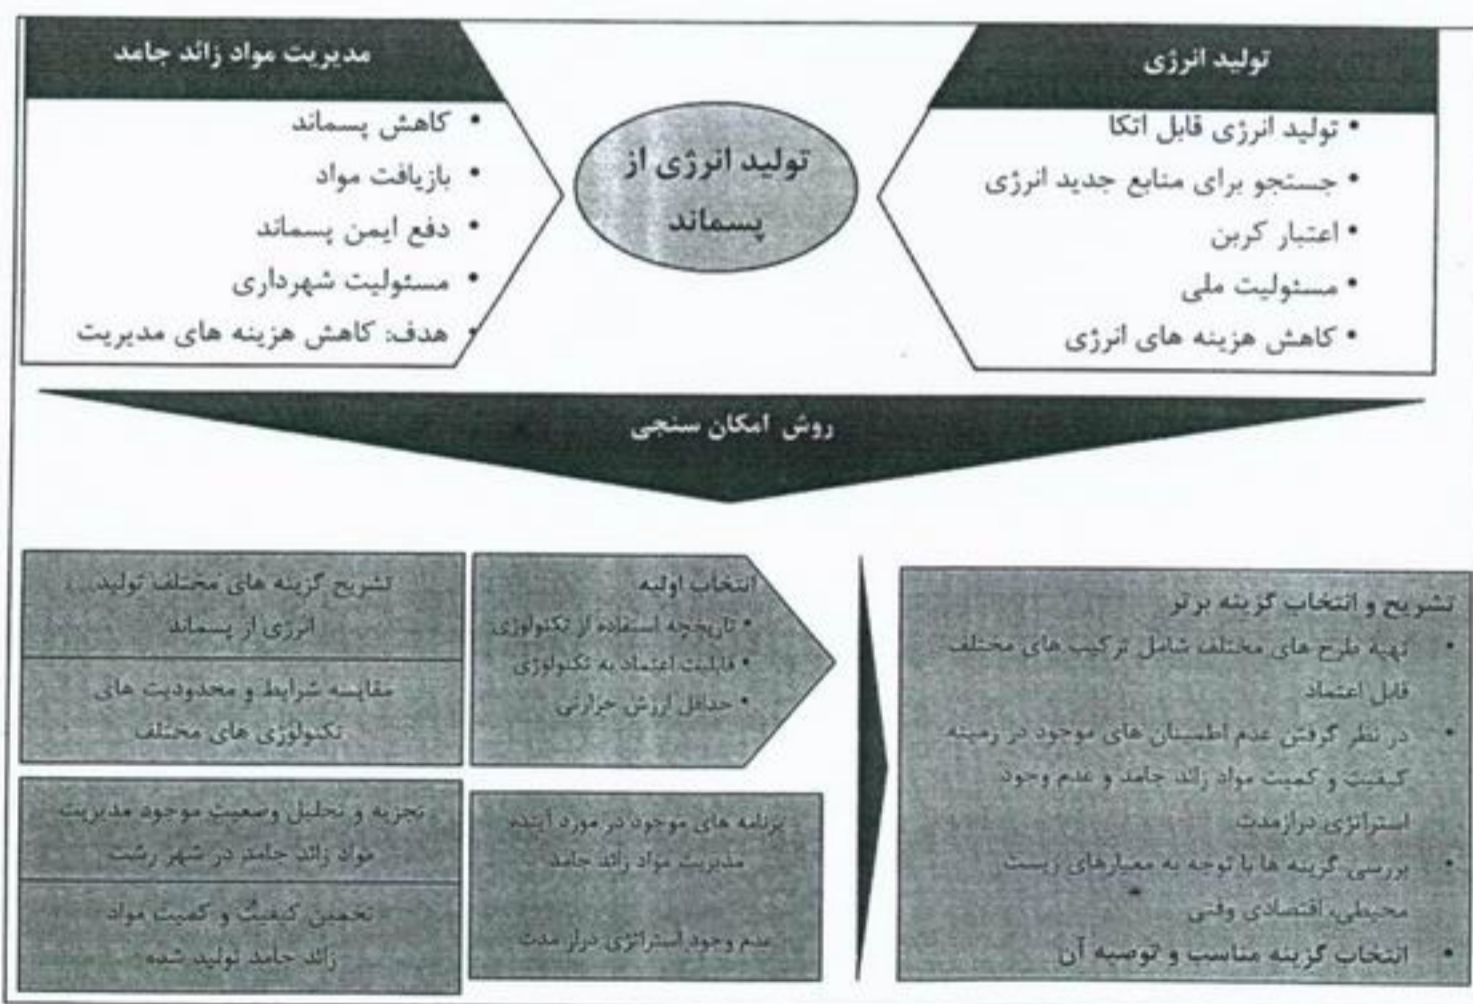 تولید انرژی
• تولید انرژی قابل اتکا
• جستجو برای منابع جدید انرژی
• اعتبار کربن
• مسئولیت ملی
• کاهش هزینه های انرژی
تولید انرژی از
پسماند
مدیریت مواد زائد جامد
• کاهش پسماند
• بازیافت مواد
• دفع ایمن پسماند
• مسئولیت شهرداری
• هدف: کاهش هزینه های مدیریت
روش امکان سنجی
تشریح گزینه های مختلف تولید
انرژی از پسماند
مقایسه شرایط و محدودیت های
تکنولوژی های مختلف
تجزیه و تحلیل وضعیت موجود مدیریت
مواد زائد جامد در شهر رشت
تخمین کیفیت و کمیت مواد
زائد جامد تولید شده
انتخاب اولیه
• تاریخچه استفاده از تکنولوژی
• قابلیت اعتماد به تکنولوژی
• حداقل ارزش حرارتی
برنامه های موجود در مورد آینده
مدیریت مواد زائد جامد
عدم وجود استراتژی دراز مدت
تشریح و انتخاب گزینه برتر
• تهیه طرح های مختلف شامل ترکیب های مختلف
قابل اعتماد
• در نظر گرفتن عدم اطمینان های موجود در زمینه
کیفیت و کمیت مواد زائد جامد و عدم وجود
استراتژی درازمدت
• بررسی گزینه ها با توجه به معیارهای زیست
محیطی، اقتصادی وفنی
• انتخاب گزینه مناسب و توصیه آن